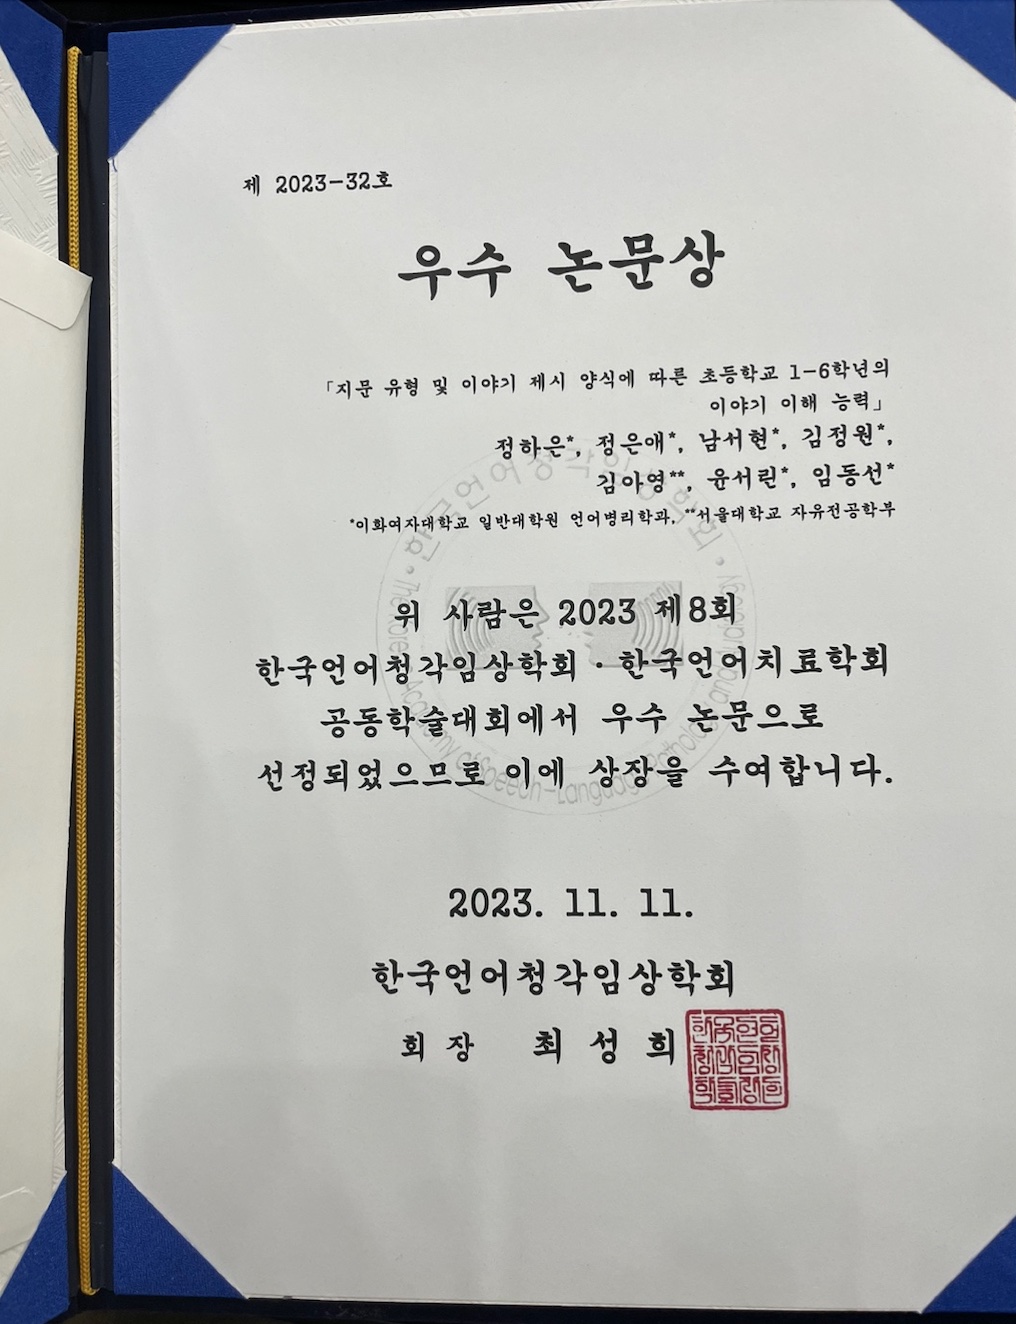 제 2023-32호
우수 논문상
「지문 유형 및 이야기 제시 양식에 따른 초등학교 1-6학년의
이야기 이해 능력」
정하은*, 정은애*, 남서현*, 김정원*,
김아영**, 윤서린*, 임동선*
*이화여자대학교 일반대학원 언어병리학과, **서울대학교 자유전공학부
위 사람은 2023 제8회
한국언어청각임상학회·한국언어치료학회
공동학술대회에서 우수 논문으로
선정되었으므로 이에 상장을 수여합니다.
2023. 11. 11.
한국언어청각임상학회
회장 최성희